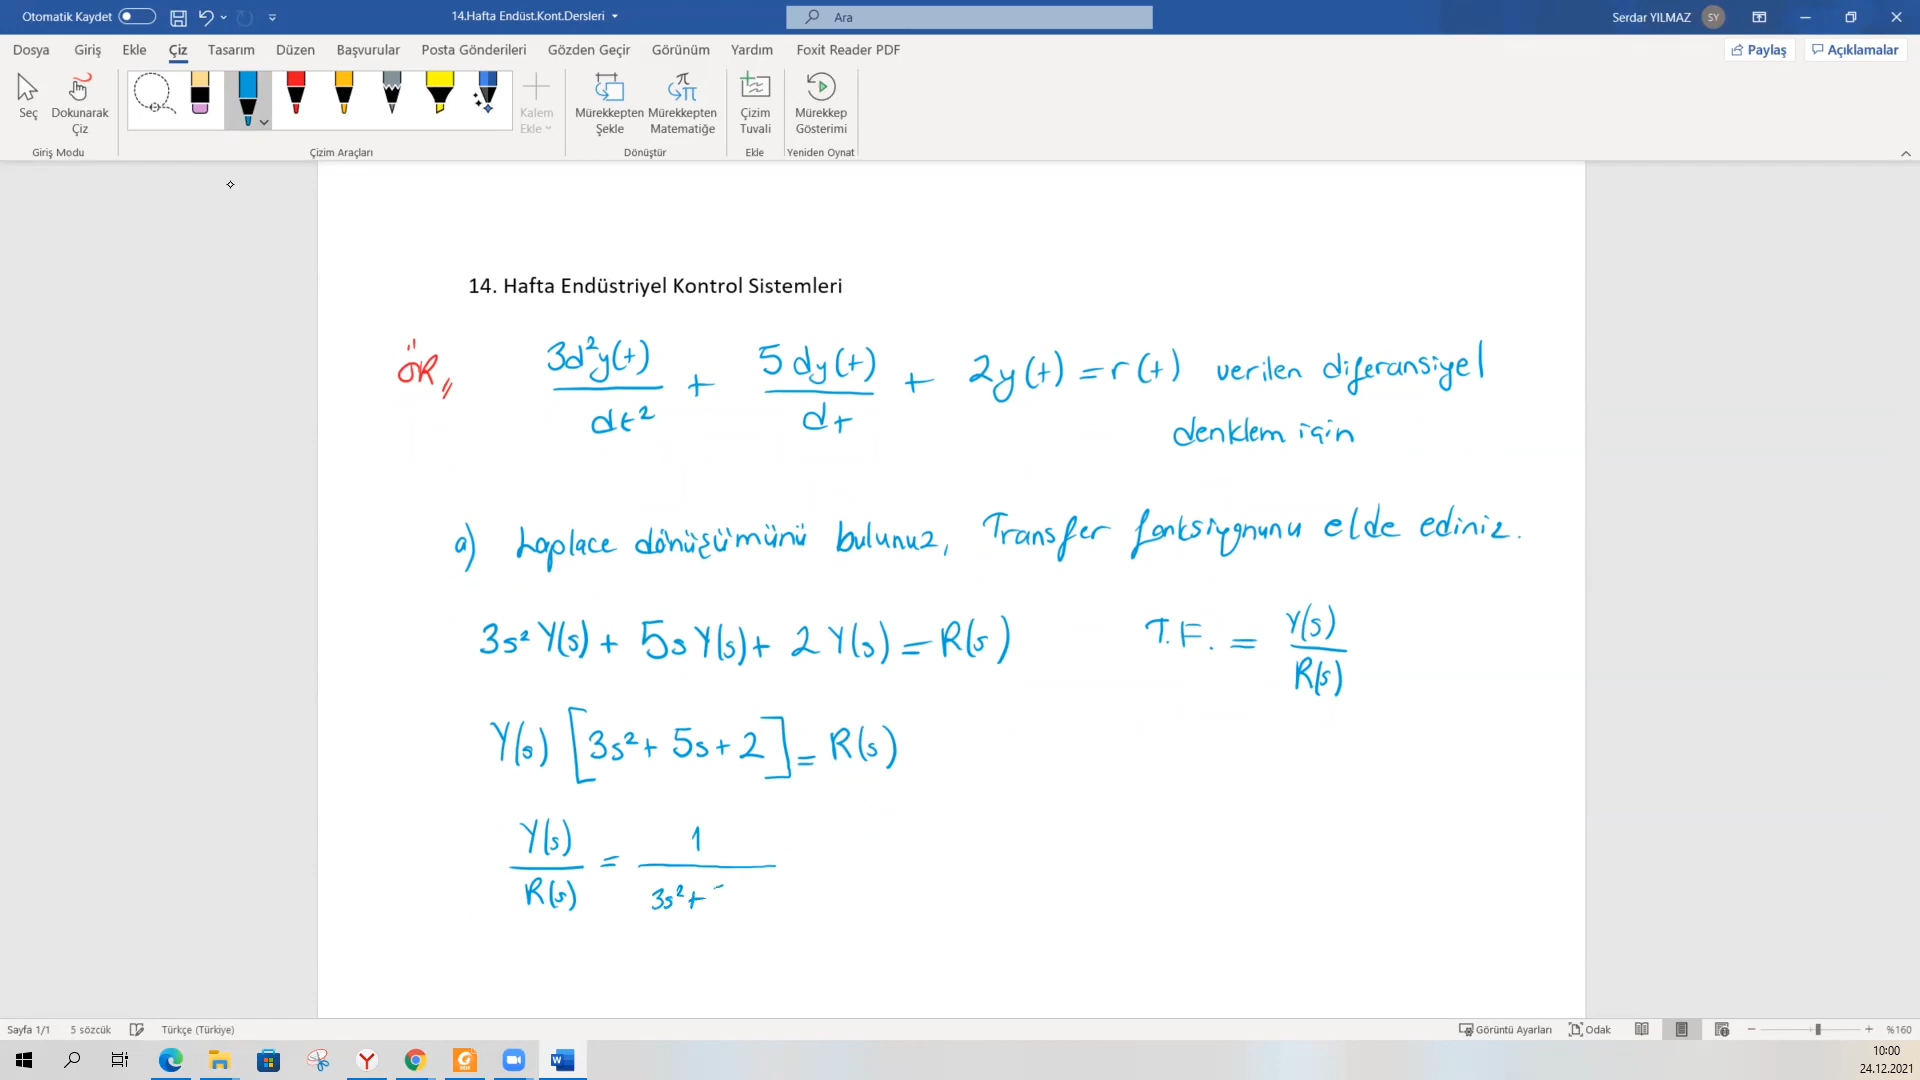 Otomatik Kaydet
14.Hafta Endüst.Kont.Dersleri
Ara
Serdar YILMAZ
SY
Dosya Giriş Ekle Çiz Tasarım Düzen Başvurular Posta Gönderileri Gözden Geçir Görünüm Yardım Foxit Reader PDF
Paylaş
Açıklamalar
Seç
Dokunarak Çiz
Kalem Ekle
Mürekkepten Şekle
Mürekkepten Matematiğe
Çizim Tuvali
Mürekkep Gösterimi
Giriş Modu
Çizim Araçları
Dönüştür
Ekle
Yeniden Oynat
14. Hafta Endüstriyel Kontrol Sistemleri
ÖR,, 3d²y(t)/dt² + 5dy(t)/dt + 2y(t) = r(t) verilen diferansiyel
denklem için
a) Laplace dönüşümünü bulunuz, Transfer fonksiyonunu elde ediniz.
3s² Y(s) + 5s Y(s) + 2 Y(s) = R(s) T.F. = Y(s)/R(s)
Y(s) [3s² + 5s + 2] = R(s)
Y(s)/R(s) = 1/3s² +
Sayfa 1/1 5 sözcük Türkçe (Türkiye)
Görüntü Ayarları Odak %160
10:00
24.12.2021